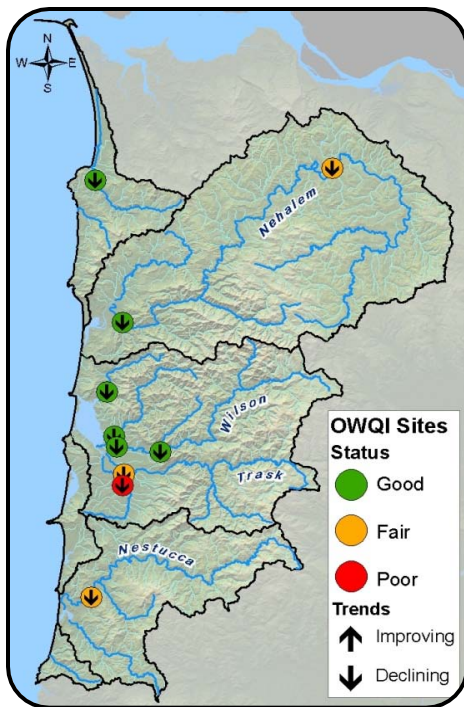 N
W E
S
Nehalem
Wilson
Trask
Nestucca
OWQI Sites
Status
Good
Fair
Poor
Trends
Improving
Declining